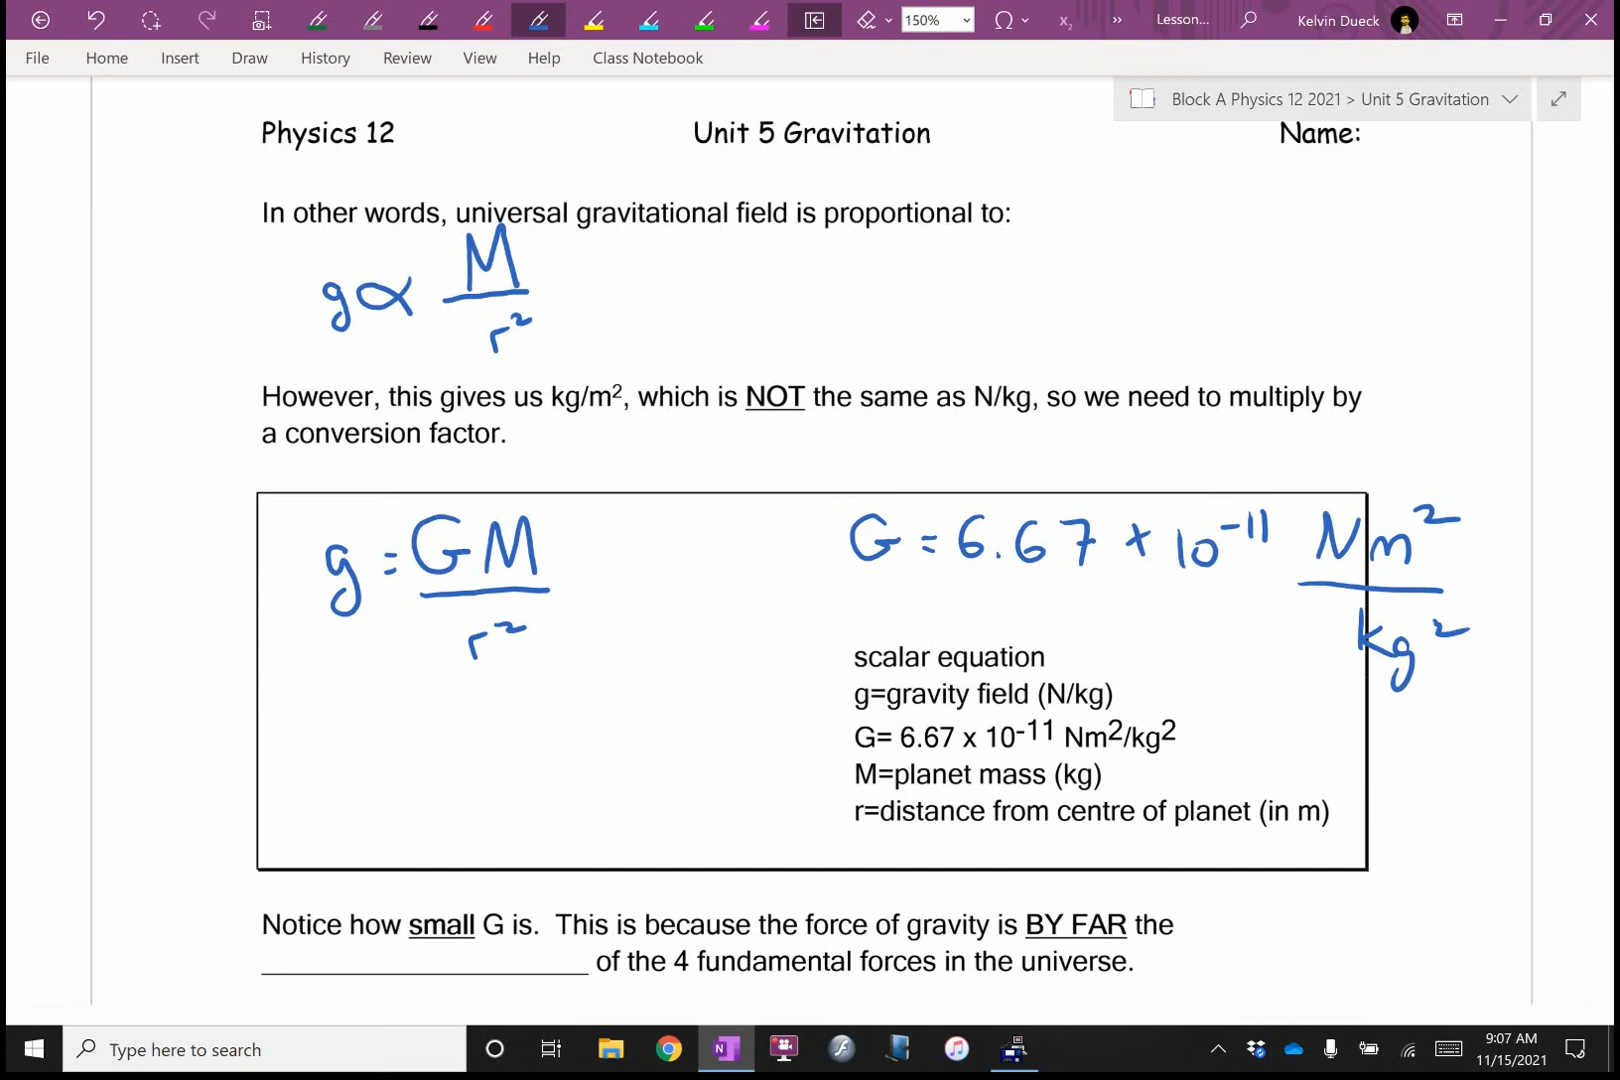 150%
x₂
»
Lesson...
Kelvin Dueck
File Home Insert Draw History Review View Help Class Notebook
Block A Physics 12 2021 > Unit 5 Gravitation
Physics 12 Unit 5 Gravitation Name:
In other words, universal gravitational field is proportional to:
g ∝ M
r²
However, this gives us kg/m², which is NOT the same as N/kg, so we need to multiply by
a conversion factor.
g = GM
r²
G = 6.67 × 10⁻¹¹ Nm²
kg²
scalar equation
g=gravity field (N/kg)
G= 6.67 x 10⁻¹¹ Nm²/kg²
M=planet mass (kg)
r=distance from centre of planet (in m)
Notice how small G is. This is because the force of gravity is BY FAR the
____________________ of the 4 fundamental forces in the universe.
Type here to search
N
9:07 AM
11/15/2021